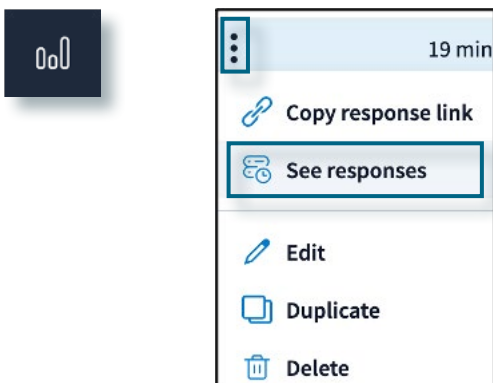 19 min
Copy response link
See responses
Edit
Duplicate
Delete